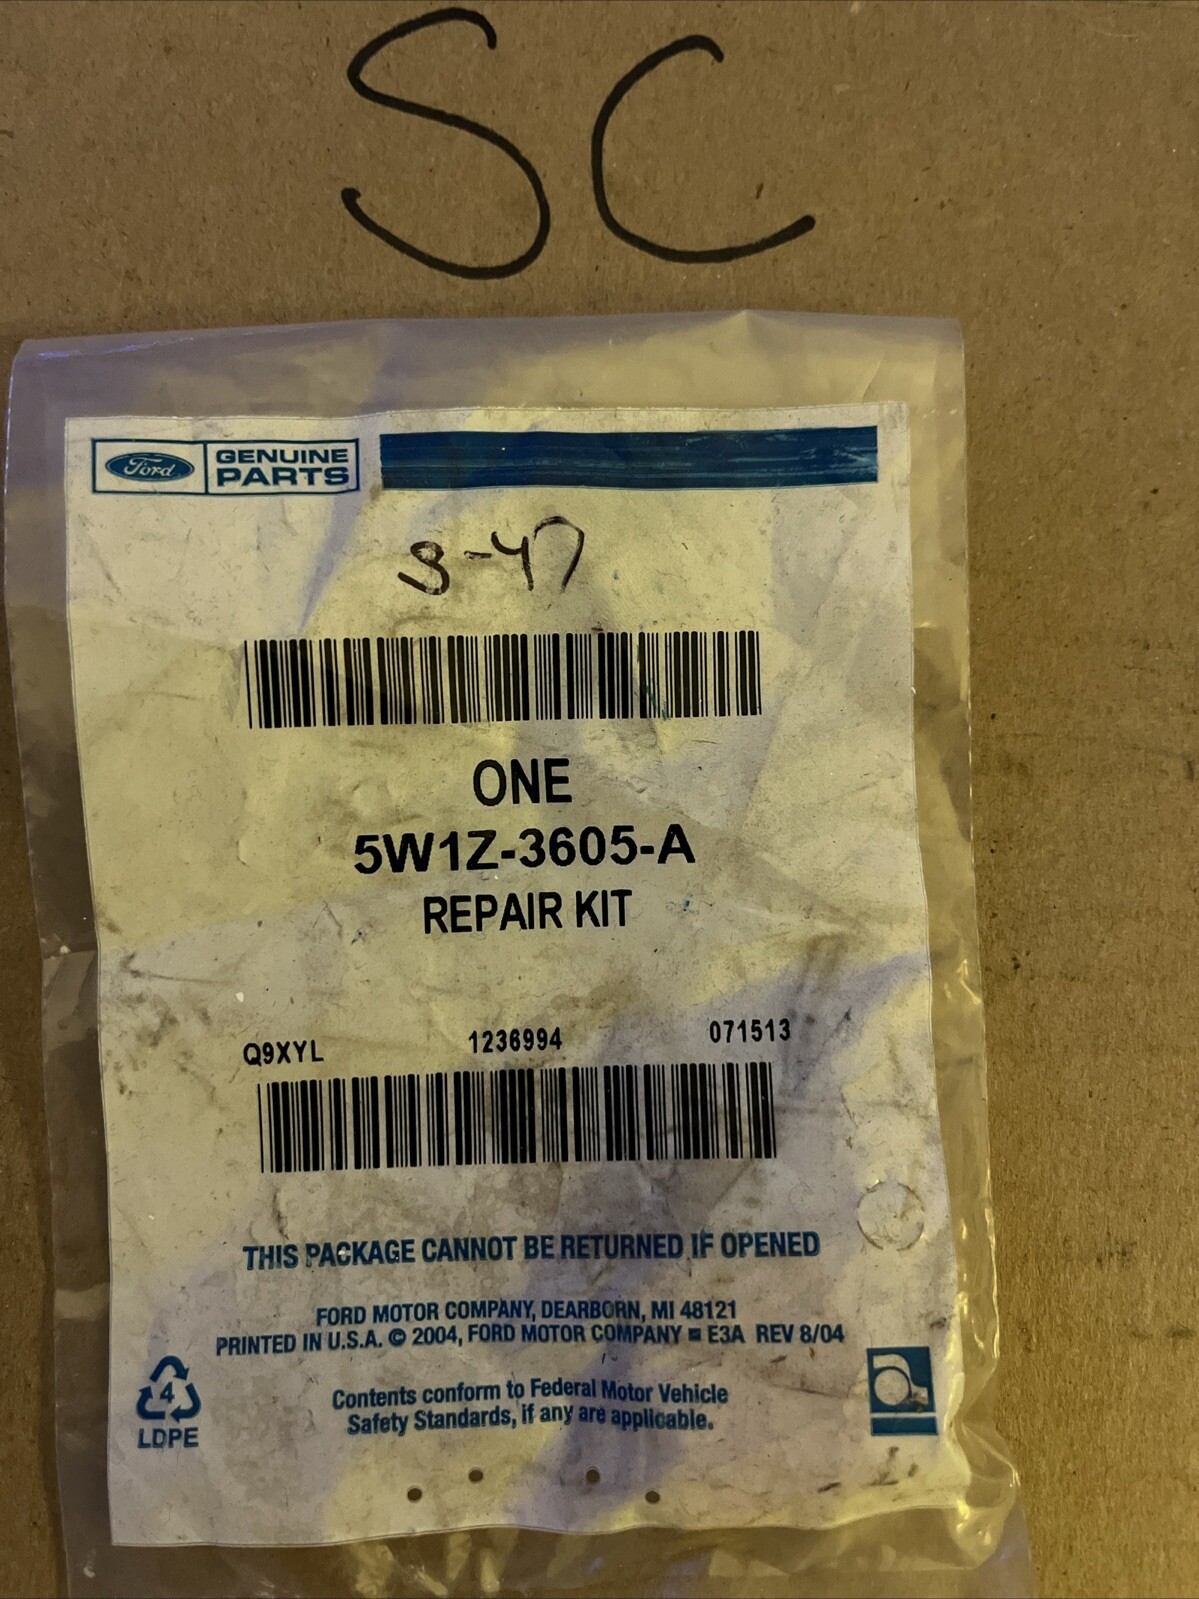 SC
Ford
GENUINE
PARTS
S-47
ONE
5W1Z-3605-A
REPAIR KIT
Q9XYL 1236994 071513
THIS PACKAGE CANNOT BE RETURNED IF OPENED
FORD MOTOR COMPANY, DEARBORN, MI 48121
PRINTED IN U.S.A. © 2004, FORD MOTOR COMPANY E3A REV 8/04
Contents conform to Federal Motor Vehicle
Safety Standards, if any are applicable.
4
LDPE